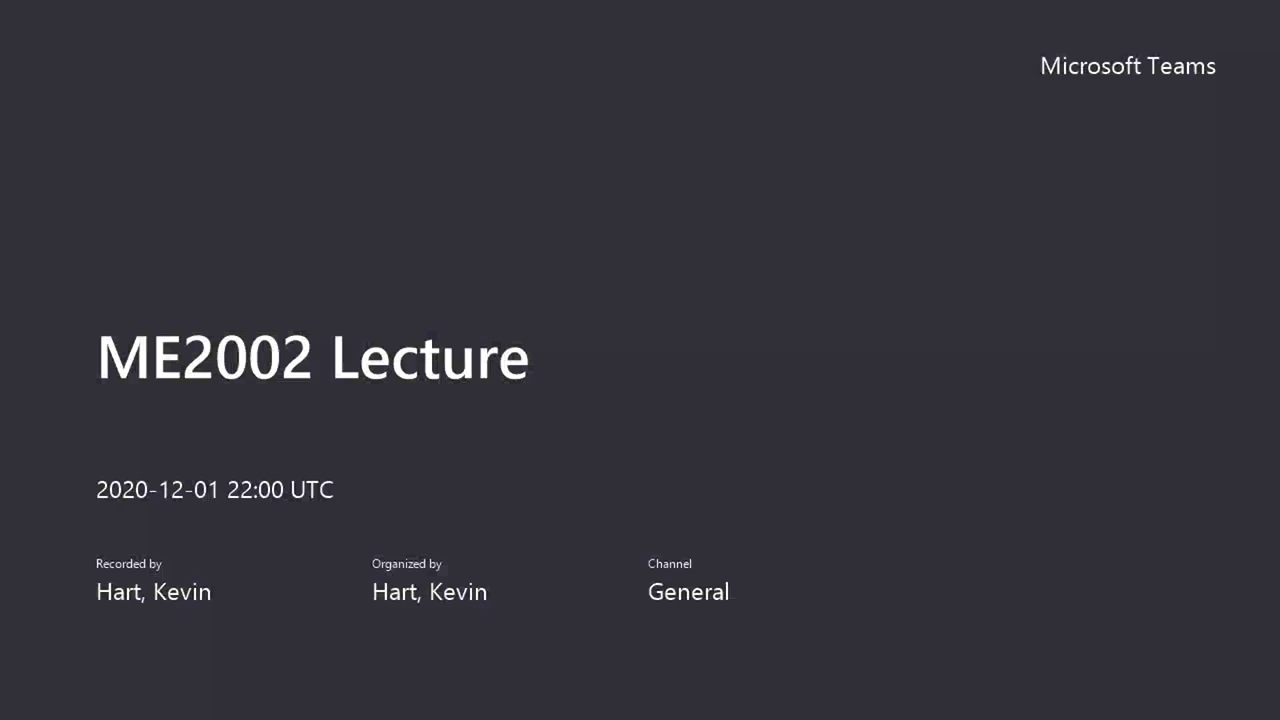 Microsoft Teams
ME2002 Lecture
2020-12-01 22:00 UTC
Recorded by
Hart, Kevin
Organized by
Hart, Kevin
Channel
General